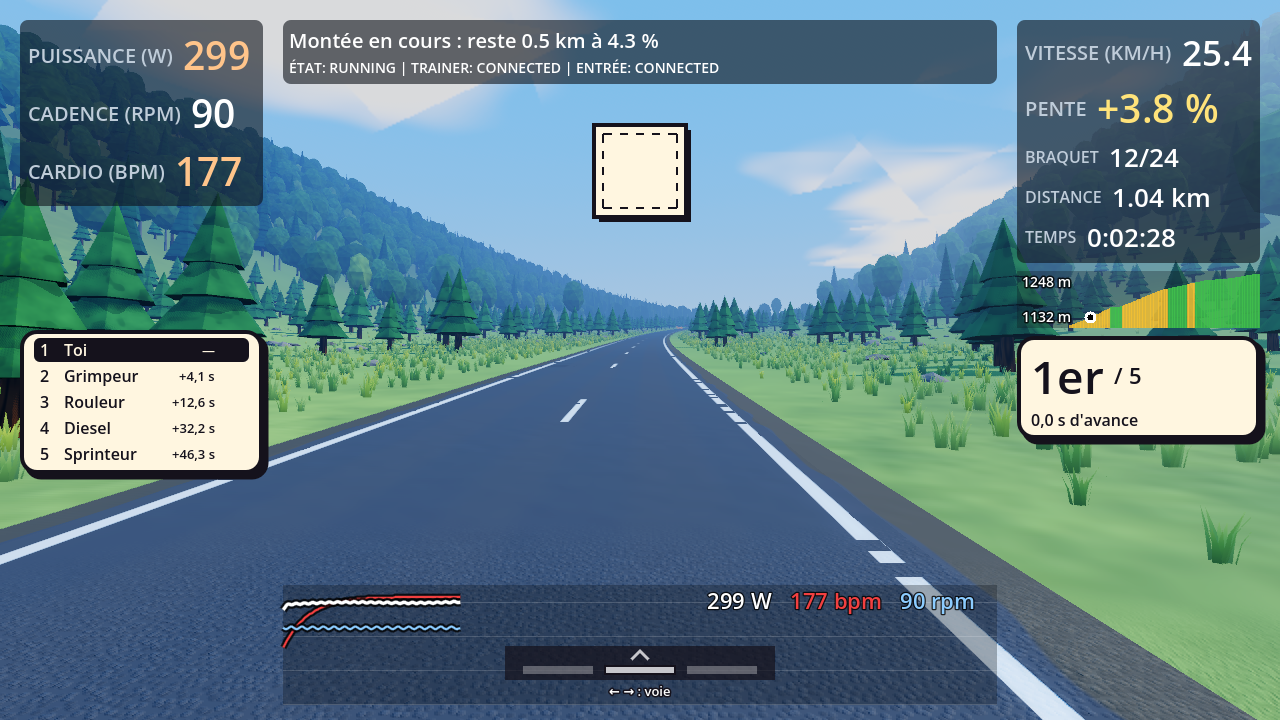 PUISSANCE (W) 299
CADENCE (RPM) 90
CARDIO (BPM) 177
Montée en cours : reste 0.5 km à 4.3 %
ÉTAT: RUNNING | TRAINER: CONNECTED | ENTRÉE: CONNECTED
VITESSE (KM/H) 25.4
PENTE +3.8 %
BRAQUET 12/24
DISTANCE 1.04 km
TEMPS 0:02:28
1248 m
1132 m
1 Toi —
2 Grimpeur +4,1 s
3 Rouleur +12,6 s
4 Diesel +32,2 s
5 Sprinteur +46,3 s
1er / 5
0,0 s d'avance
299 W 177 bpm 90 rpm
← → : voie